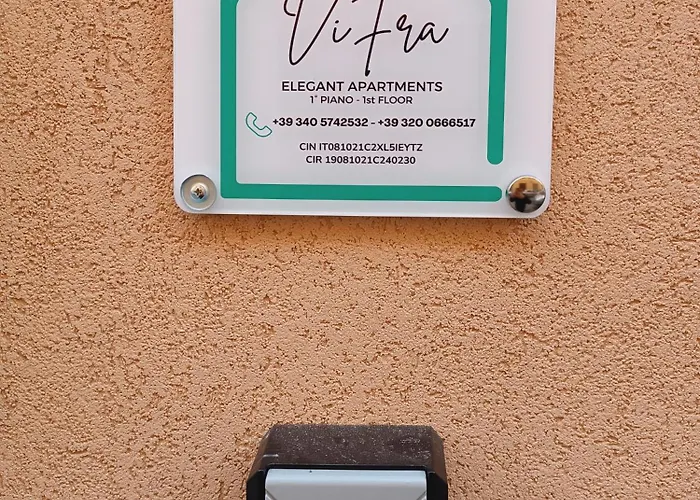 ViFra
ELEGANT APARTMENTS
1° PIANO - 1st FLOOR
+39 340 5742532 - +39 320 0666517
CIN IT081021C2XL5IEYTZ
CIR 19081021C240230